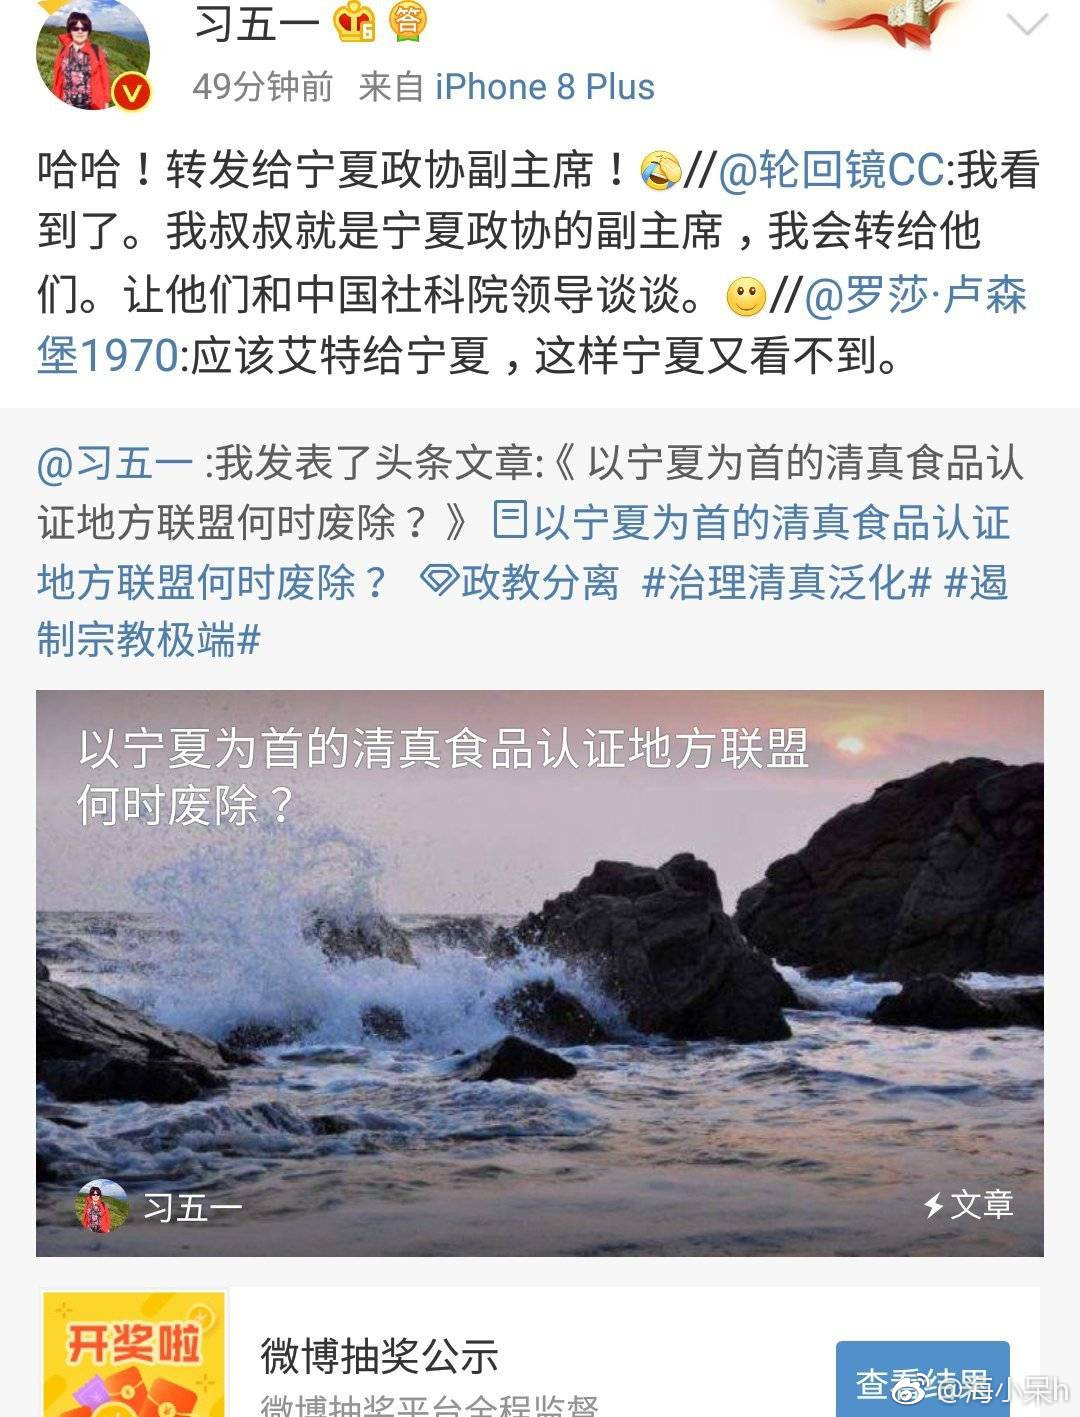 习五一
49分钟前 来自 iPhone 8 Plus
哈哈！转发给宁夏政协副主席！//@轮回镜CC:我看
到了。我叔叔就是宁夏政协的副主席，我会转给他
们。让他们和中国社科院领导谈谈。//@罗莎·卢森
堡1970:应该艾特给宁夏，这样宁夏又看不到。
@习五一 :我发表了头条文章:《 以宁夏为首的清真食品认
证地方联盟何时废除？ 》以宁夏为首的清真食品认证
地方联盟何时废除？ 政教分离 #治理清真泛化# #遏
制宗教极端#
以宁夏为首的清真食品认证地方联盟
何时废除？
习五一
文章
开奖啦
微博抽奖公示
微博抽奖平台全程监督
查看结果
@海小呆h